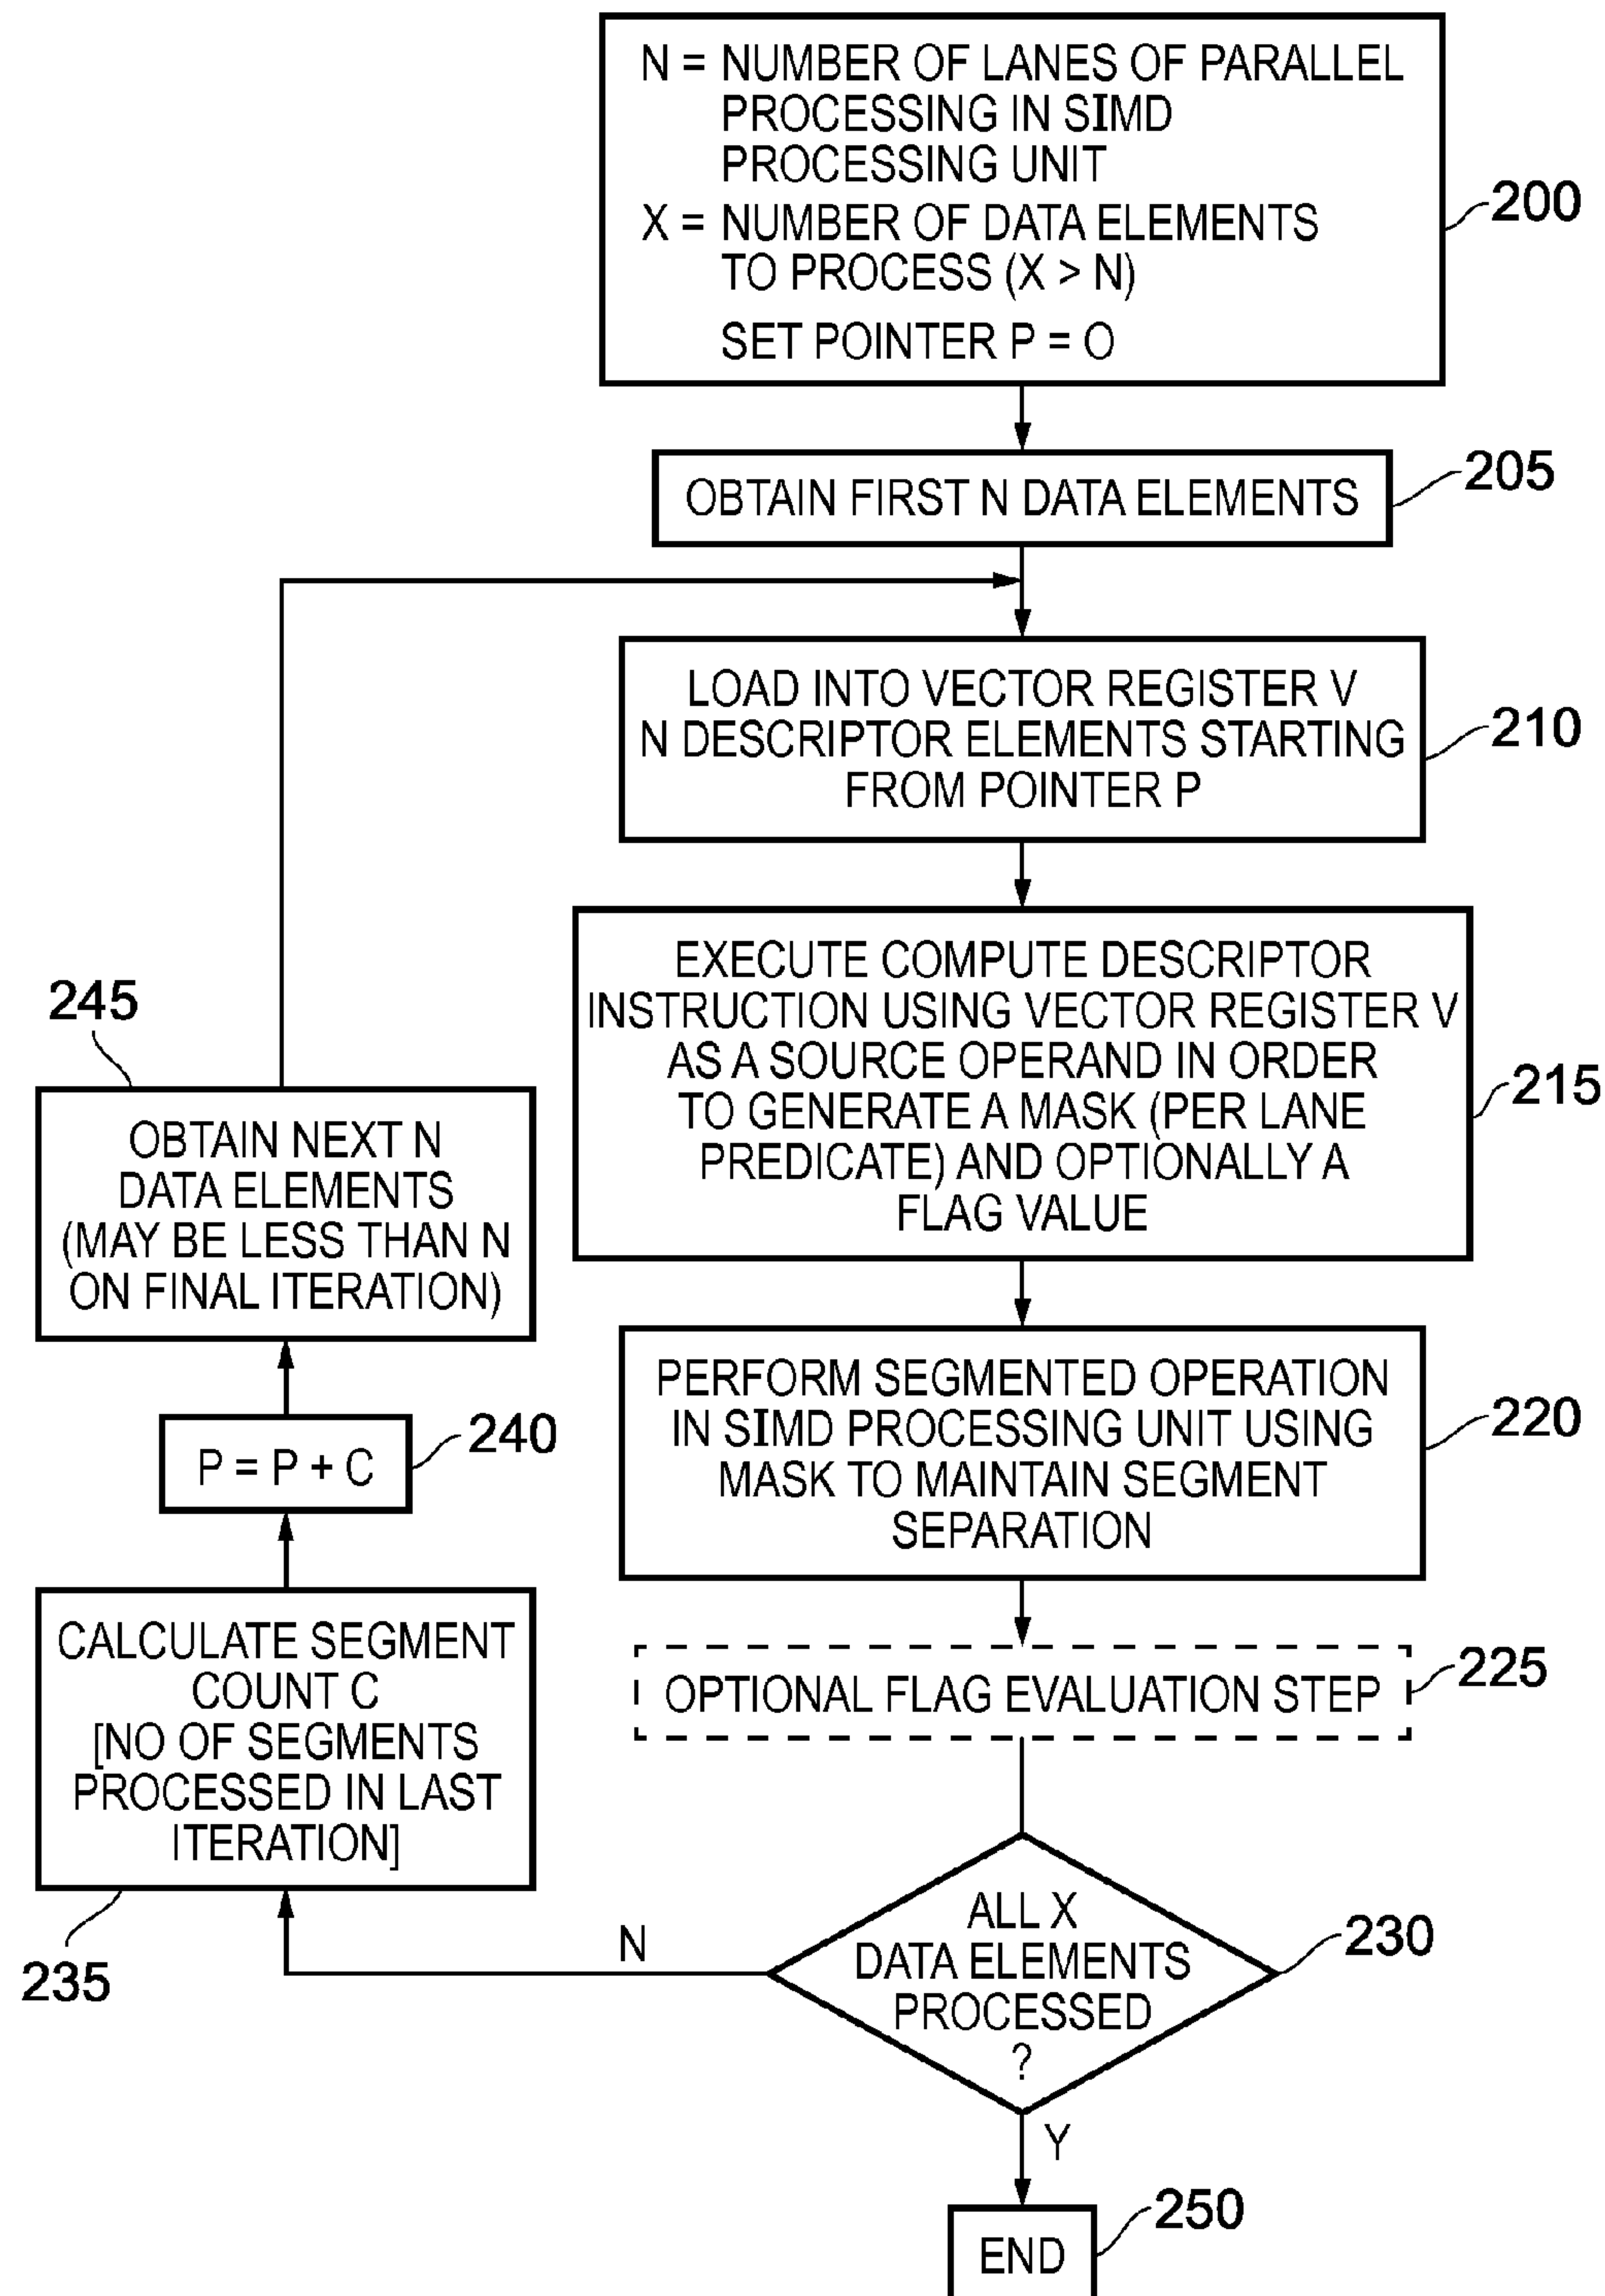 N = NUMBER OF LANES OF PARALLEL
PROCESSING IN SIMD
PROCESSING UNIT
X = NUMBER OF DATA ELEMENTS
TO PROCESS (X > N)
SET POINTER P = O
200
OBTAIN FIRST N DATA ELEMENTS
205
LOAD INTO VECTOR REGISTER V
N DESCRIPTOR ELEMENTS STARTING
FROM POINTER P
210
EXECUTE COMPUTE DESCRIPTOR
INSTRUCTION USING VECTOR REGISTER V
AS A SOURCE OPERAND IN ORDER
TO GENERATE A MASK (PER LANE
PREDICATE) AND OPTIONALLY A
FLAG VALUE
215
PERFORM SEGMENTED OPERATION
IN SIMD PROCESSING UNIT USING
MASK TO MAINTAIN SEGMENT
SEPARATION
220
OPTIONAL FLAG EVALUATION STEP
225
ALL X
DATA ELEMENTS
PROCESSED
?
230
N
CALCULATE SEGMENT
COUNT C
[NO OF SEGMENTS
PROCESSED IN LAST
ITERATION]
235
P = P + C
240
OBTAIN NEXT N
DATA ELEMENTS
(MAY BE LESS THAN N
ON FINAL ITERATION)
245
Y
END
250